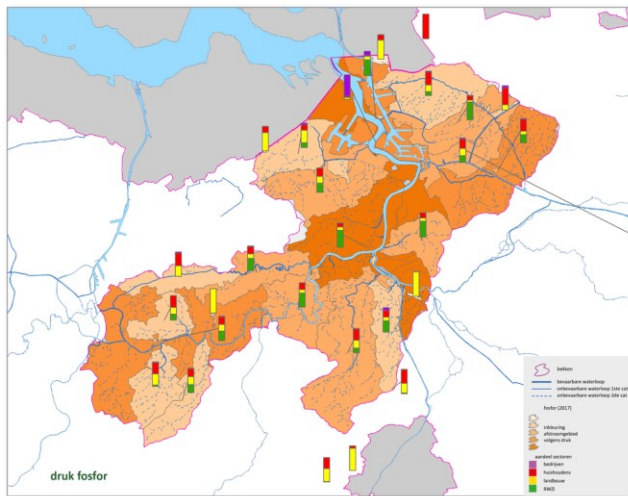 bekken
bevaarbare waterloop
onbevaarbare waterloop 1ste cat
onbevaarbare waterloop 2de cat
fosfor (2017)
inkleuring
afstroomgebied
volgens druk
aandeel sectoren
bedrijven
huishoudens
landbouw
RWZI
druk fosfor